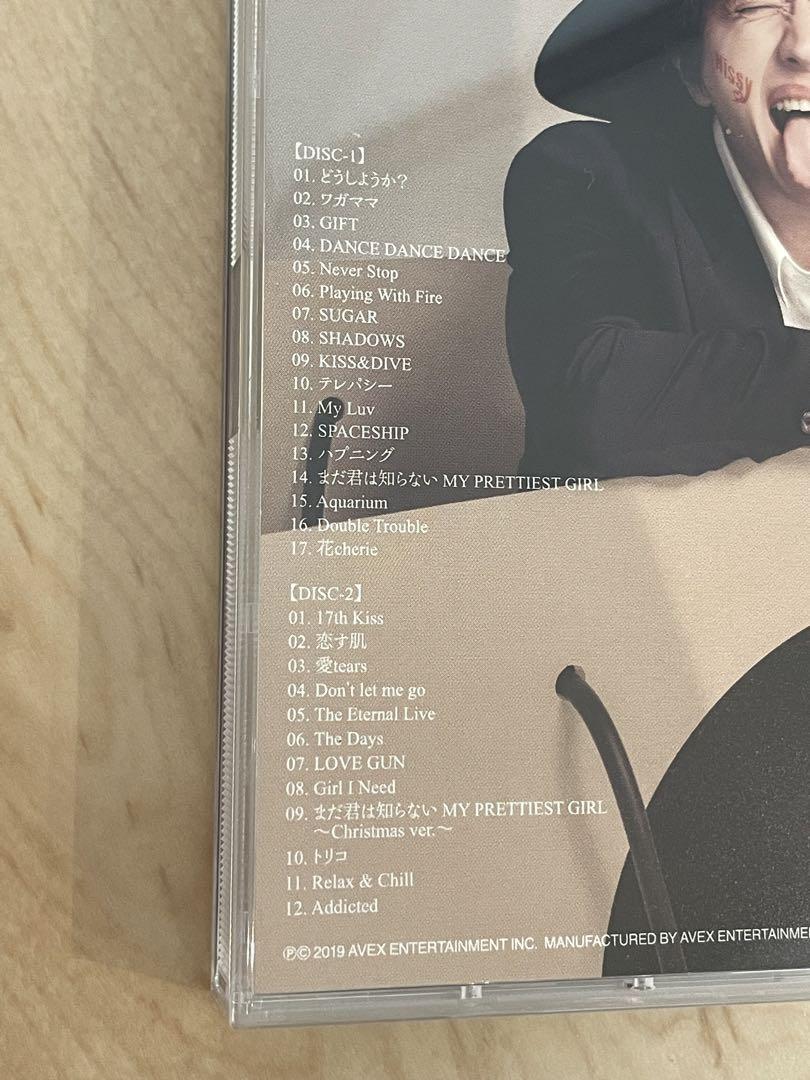 Nissy
【DISC-1】
01. どうしようか?
02. ワガママ
03. GIFT
04. DANCE DANCE DANCE
05. Never Stop
06. Playing With Fire
07. SUGAR
08. SHADOWS
09. KISS&DIVE
10. テレパシー
11. My Luv
12. SPACESHIP
13. ハプニング
14. まだ君は知らない MY PRETTIEST GIRL
15. Aquarium
16. Double Trouble
17. 花cherie
【DISC-2】
01. 17th Kiss
02. 恋す肌
03. 愛tears
04. Don't let me go
05. The Eternal Live
06. The Days
07. LOVE GUN
08. Girl I Need
09. まだ君は知らない MY PRETTIEST GIRL
〜Christmas ver.〜
10. トリコ
11. Relax & Chill
12. Addicted
℗© 2019 AVEX ENTERTAINMENT INC. MANUFACTURED BY AVEX ENTERTAINME